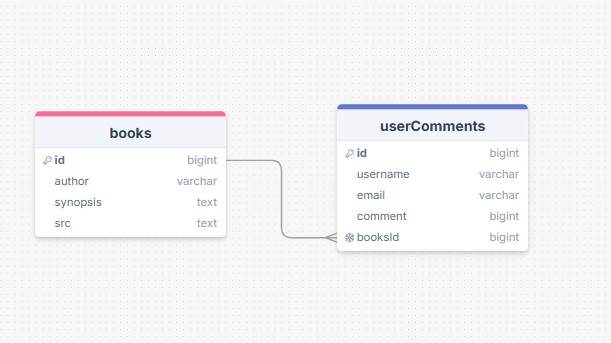 books
id bigint
author varchar
synopsis text
src text
userComments
id bigint
username varchar
email varchar
comment bigint
booksId bigint